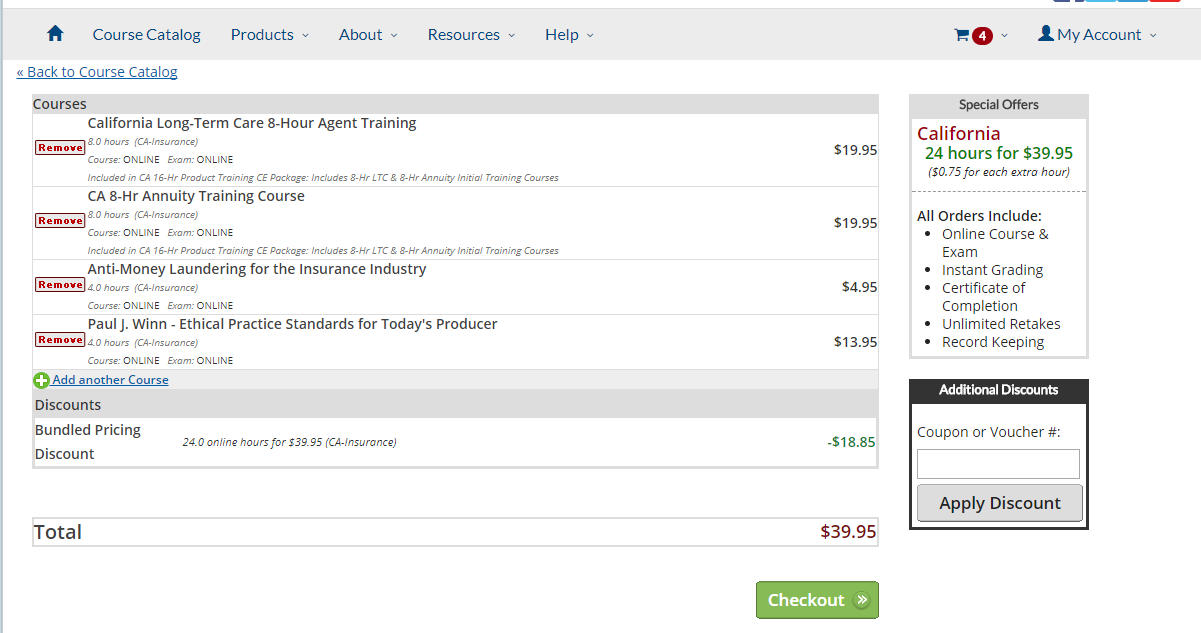 Course Catalog Products About Resources Help 4 My Account
« Back to Course Catalog
Courses
California Long-Term Care 8-Hour Agent Training
Remove
8.0 hours (CA-Insurance)
$19.95
Course: ONLINE Exam: ONLINE
Included in CA 16-Hr Product Training CE Package: Includes 8-Hr LTC & 8-Hr Annuity Initial Training Courses
CA 8-Hr Annuity Training Course
Remove
8.0 hours (CA-Insurance)
$19.95
Course: ONLINE Exam: ONLINE
Included in CA 16-Hr Product Training CE Package: Includes 8-Hr LTC & 8-Hr Annuity Initial Training Courses
Anti-Money Laundering for the Insurance Industry
Remove
4.0 hours (CA-Insurance)
$4.95
Course: ONLINE Exam: ONLINE
Paul J. Winn - Ethical Practice Standards for Today's Producer
Remove
4.0 hours (CA-Insurance)
$13.95
Course: ONLINE Exam: ONLINE
Add another Course
Discounts
Bundled Pricing
Discount
24.0 online hours for $39.95 (CA-Insurance)
-$18.85
Total $39.95
Checkout
Special Offers
California
24 hours for $39.95
($0.75 for each extra hour)
All Orders Include:
• Online Course &
Exam
• Instant Grading
• Certificate of
Completion
• Unlimited Retakes
• Record Keeping
Additional Discounts
Coupon or Voucher #:
Apply Discount